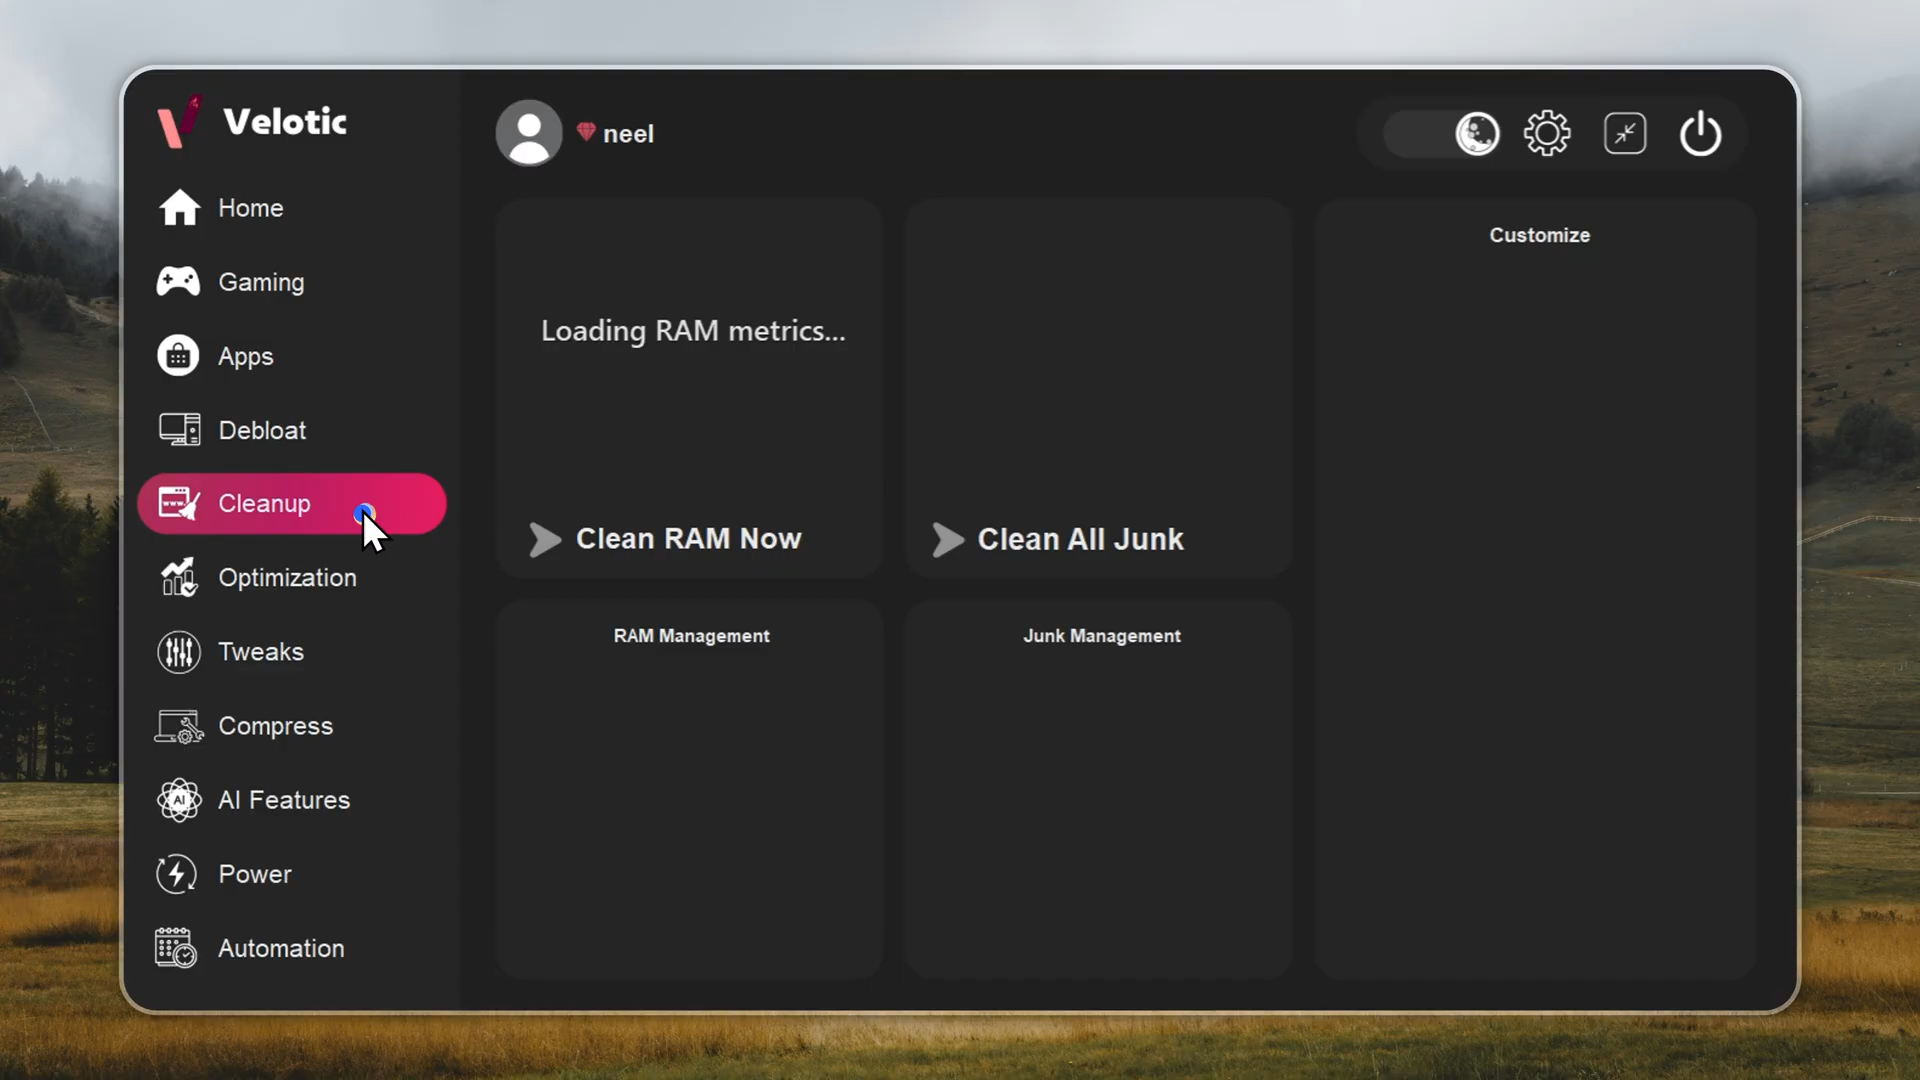 Velotic
Home
Gaming
Apps
Debloat
Cleanup
Optimization
Tweaks
Compress
AI Features
Power
Automation
neel
Loading RAM metrics...
Clean RAM Now
Clean All Junk
Customize
RAM Management
Junk Management